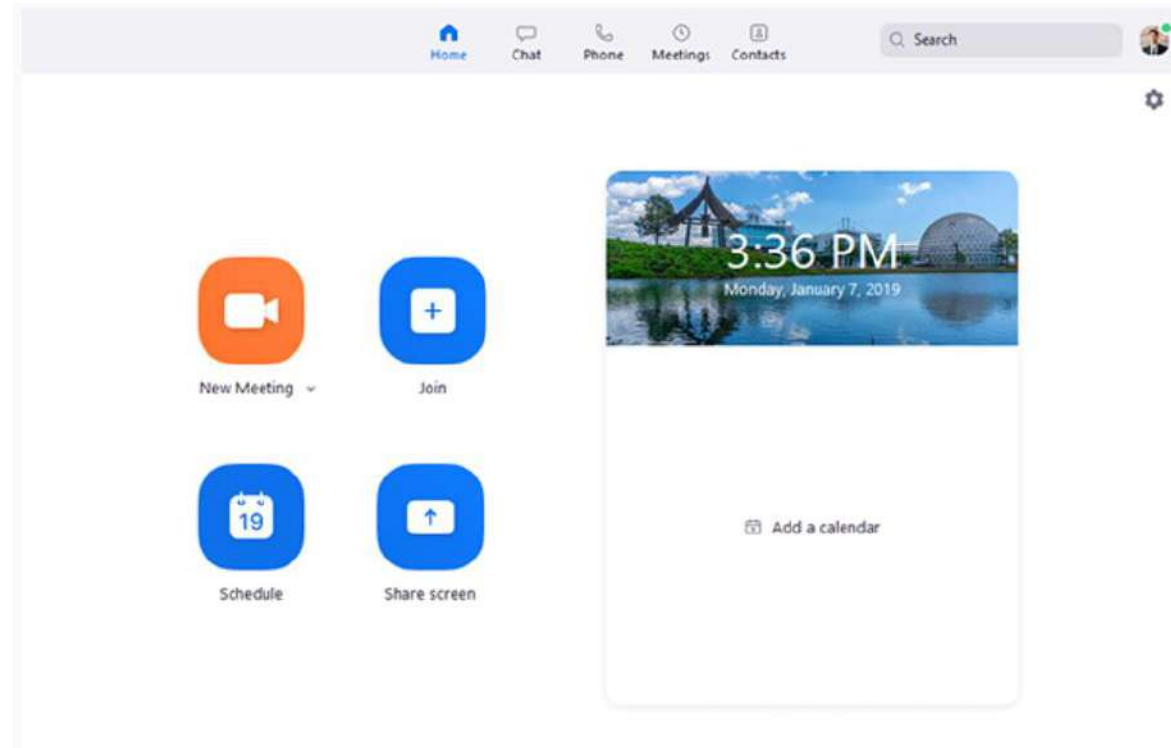 Home Chat Phone Meetings Contacts Search
3:36 PM
Monday, January 7, 2019
New Meeting Join
19
Schedule Share screen
Add a calendar